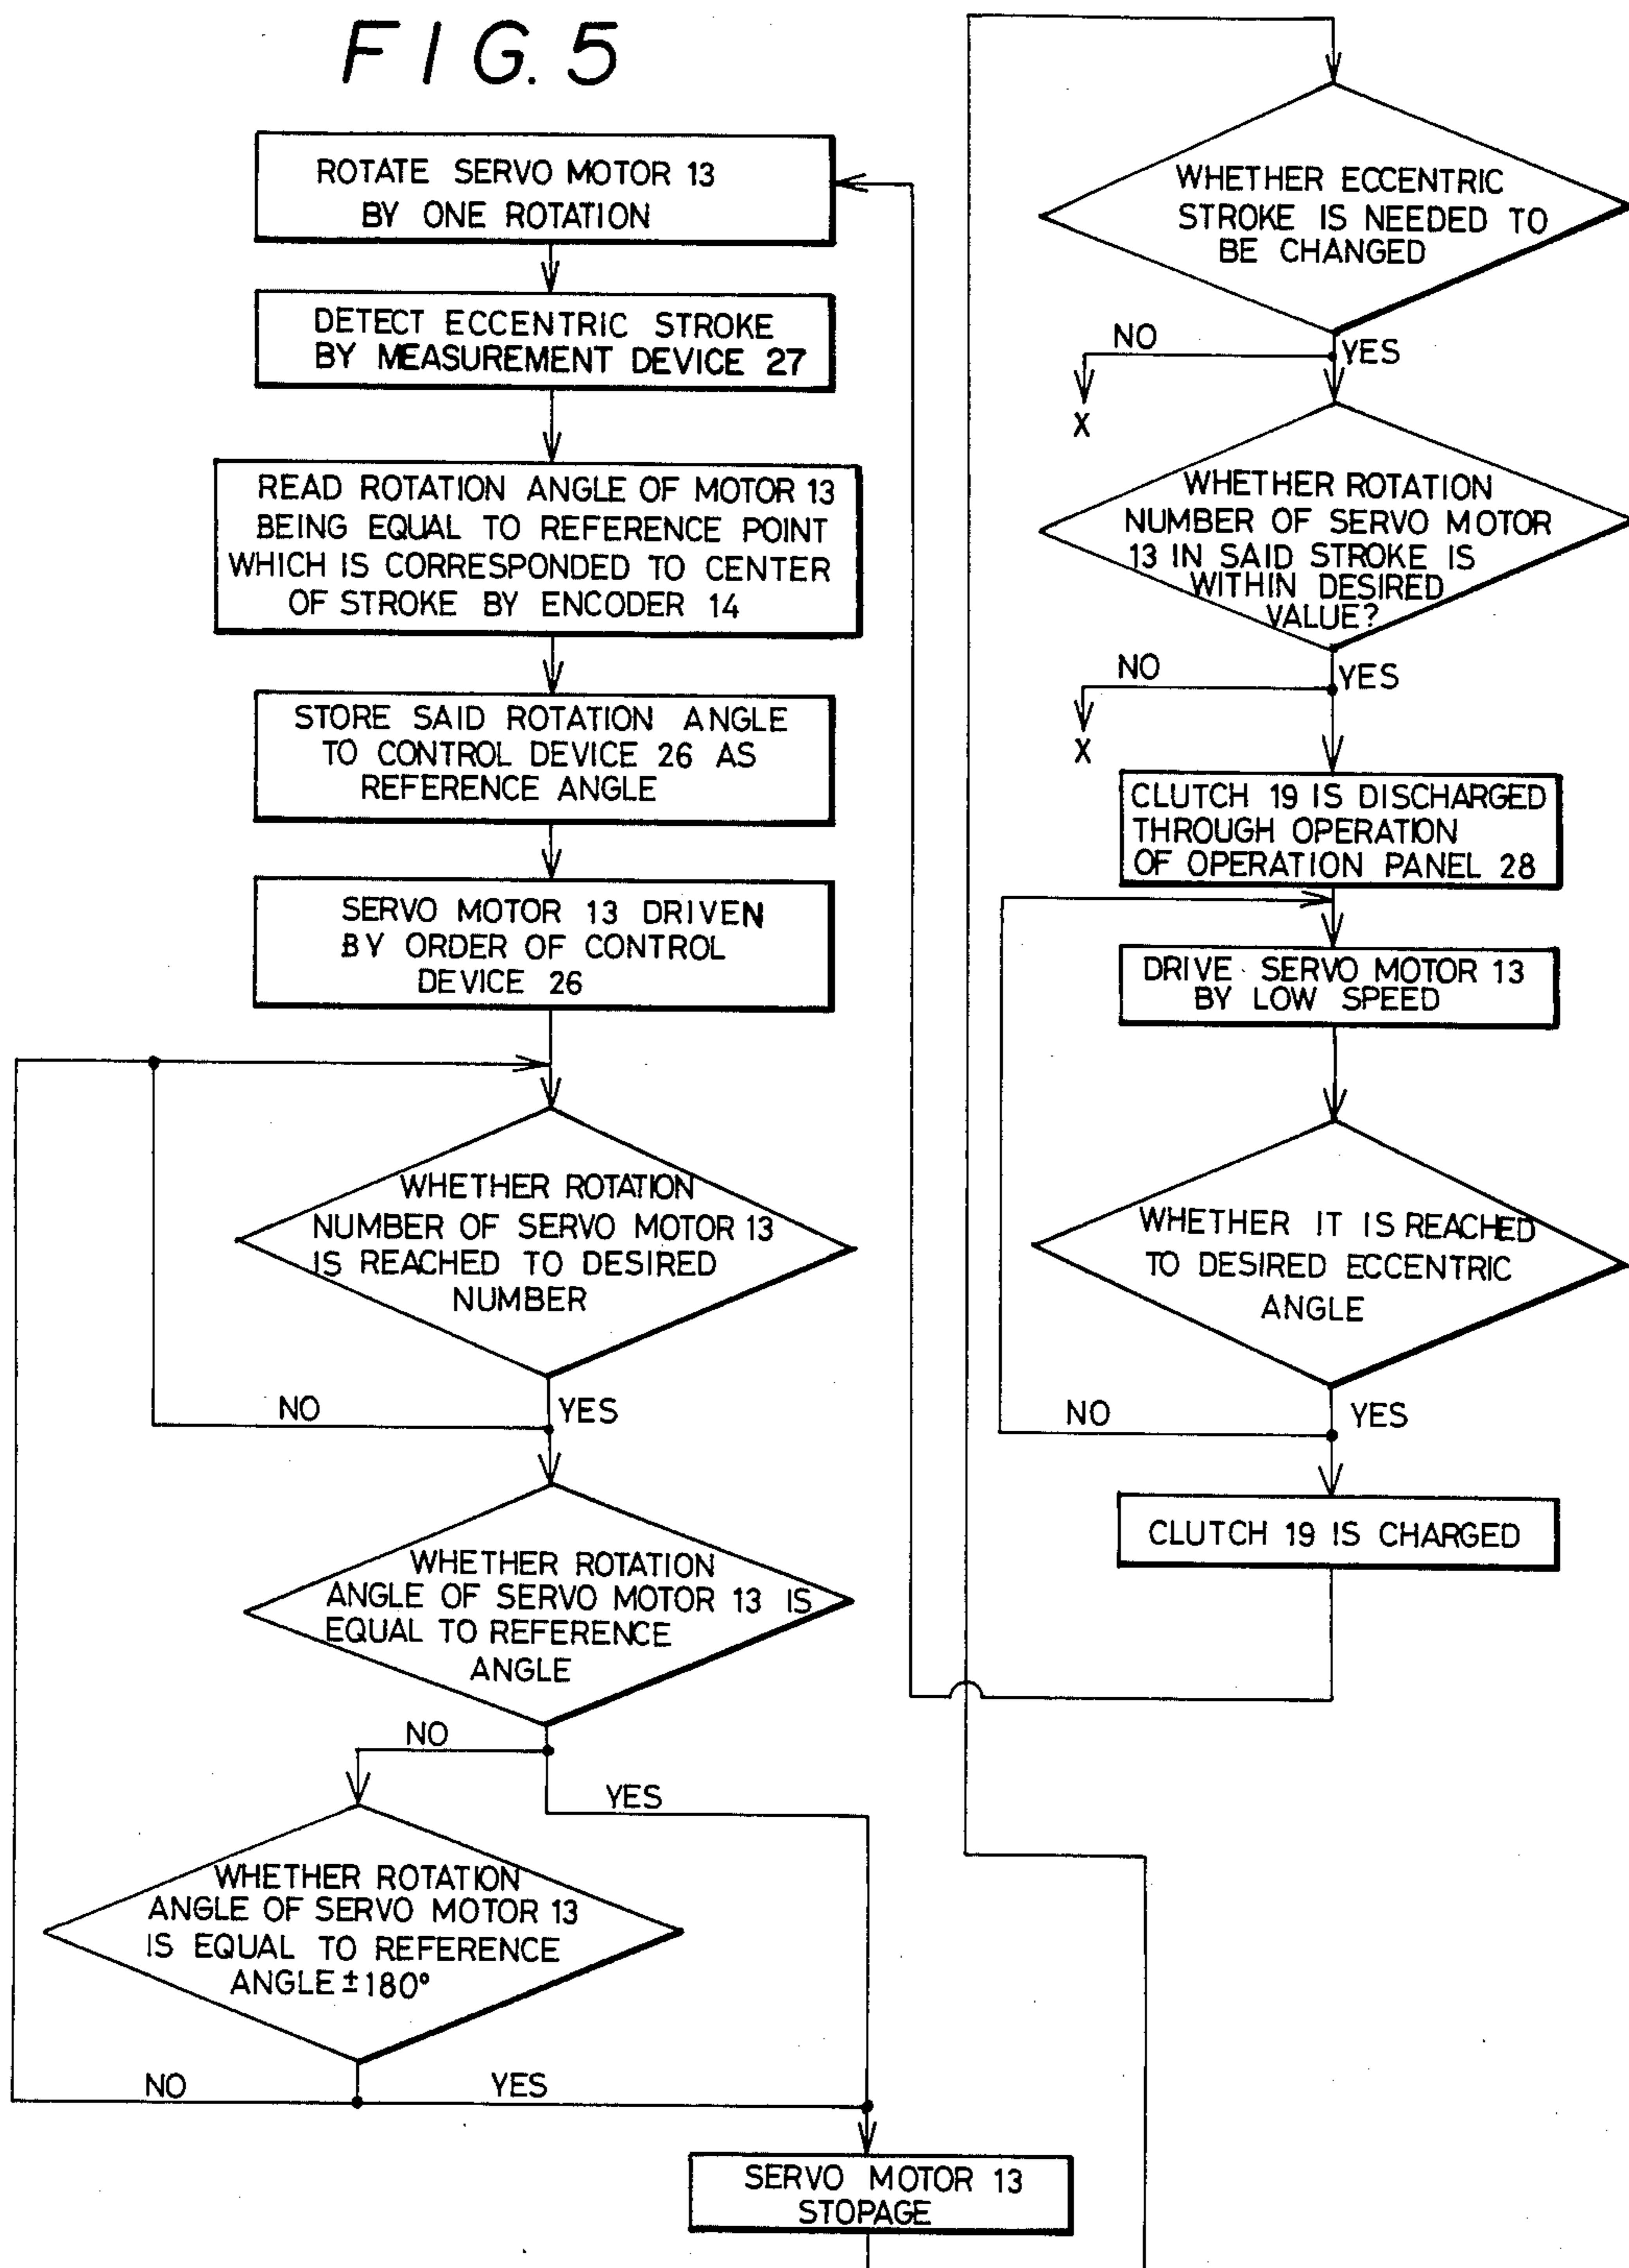 FIG. 5
ROTATE SERVO MOTOR 13
BY ONE ROTATION
DETECT ECCENTRIC STROKE
BY MEASUREMENT DEVICE 27
READ ROTATION ANGLE OF MOTOR 13
BEING EQUAL TO REFERENCE POINT
WHICH IS CORRESPONDED TO CENTER
OF STROKE BY ENCODER 14
STORE SAID ROTATION ANGLE
TO CONTROL DEVICE 26 AS
REFERENCE ANGLE
SERVO MOTOR 13 DRIVEN
BY ORDER OF CONTROL
DEVICE 26
WHETHER ROTATION
NUMBER OF SERVO MOTOR 13
IS REACHED TO DESIRED
NUMBER
NO
YES
WHETHER ROTATION
ANGLE OF SERVO MOTOR 13 IS
EQUAL TO REFERENCE
ANGLE
NO
YES
WHETHER ROTATION
ANGLE OF SERVO MOTOR 13
IS EQUAL TO REFERENCE
ANGLE ± 180°
NO
YES
SERVO MOTOR 13
STOPAGE
WHETHER ECCENTRIC
STROKE IS NEEDED TO
BE CHANGED
NO
YES
X
WHETHER ROTATION
NUMBER OF SERVO MOTOR
13 IN SAID STROKE IS
WITHIN DESIRED
VALUE?
NO
YES
X
CLUTCH 19 IS DISCHARGED
THROUGH OPERATION
OF OPERATION PANEL 28
DRIVE SERVO MOTOR 13
BY LOW SPEED
WHETHER IT IS REACHED
TO DESIRED ECCENTRIC
ANGLE
NO
YES
CLUTCH 19 IS CHARGED